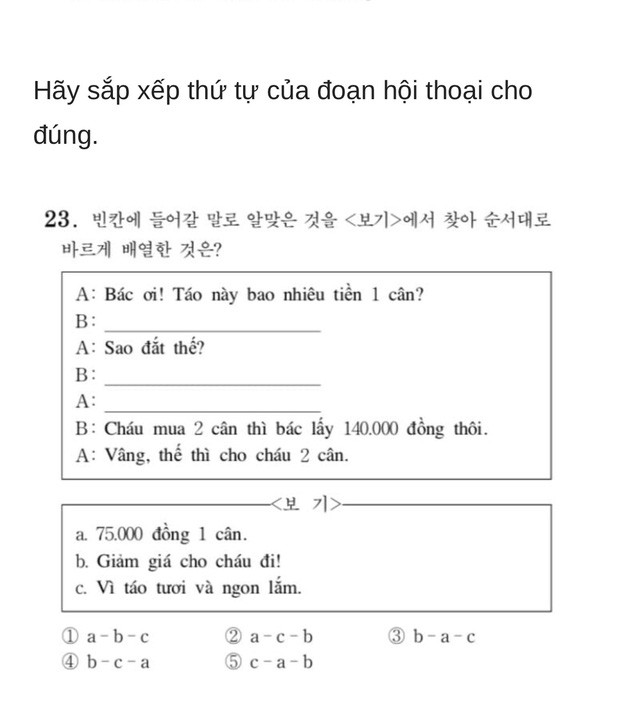 Hãy sắp xếp thứ tự của đoạn hội thoại cho
đúng.
23. 빈칸에 들어갈 말로 알맞은 것을 <보기>에서 찾아 순서대로
바르게 배열한 것은?
A: Bác ơi! Táo này bao nhiêu tiền 1 cân?
B:
A: Sao đắt thế?
B:
A:
B: Cháu mua 2 cân thì bác lấy 140.000 đồng thôi.
A: Vâng, thế thì cho cháu 2 cân.
<보 기>
a. 75.000 đồng 1 cân.
b. Giảm giá cho cháu đi!
c. Vì táo tươi và ngon lắm.
① a-b-c ② a-c-b ③ b-a-c
④ b-c-a ⑤ c-a-b